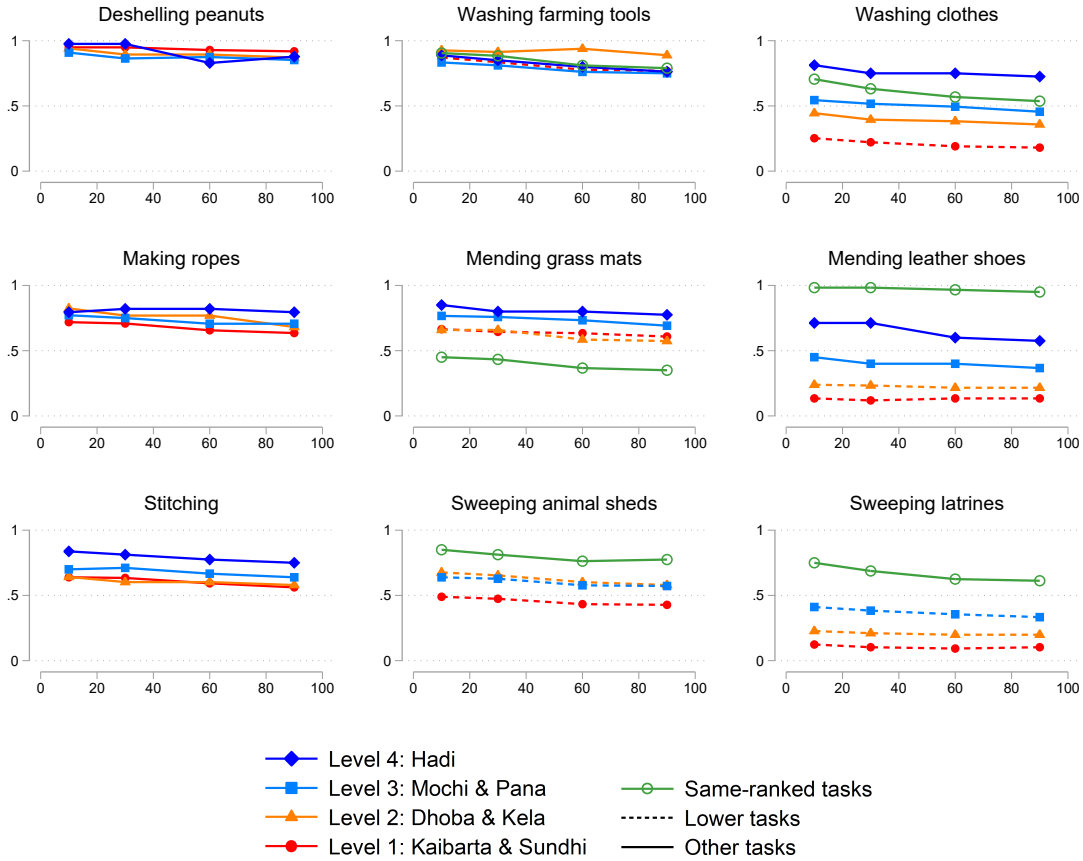 Deshelling peanuts
Washing farming tools
Washing clothes
1
.5
0
0 20 40 60 80 100
1
.5
0
0 20 40 60 80 100
1
.5
0
0 20 40 60 80 100
Making ropes
Mending grass mats
Mending leather shoes
1
.5
0
0 20 40 60 80 100
1
.5
0
0 20 40 60 80 100
1
.5
0
0 20 40 60 80 100
Stitching
Sweeping animal sheds
Sweeping latrines
1
.5
0
0 20 40 60 80 100
1
.5
0
0 20 40 60 80 100
1
.5
0
0 20 40 60 80 100
Level 4: Hadi
Level 3: Mochi & Pana
Level 2: Dhoba & Kela
Level 1: Kaibarta & Sundhi
Same-ranked tasks
Lower tasks
Other tasks